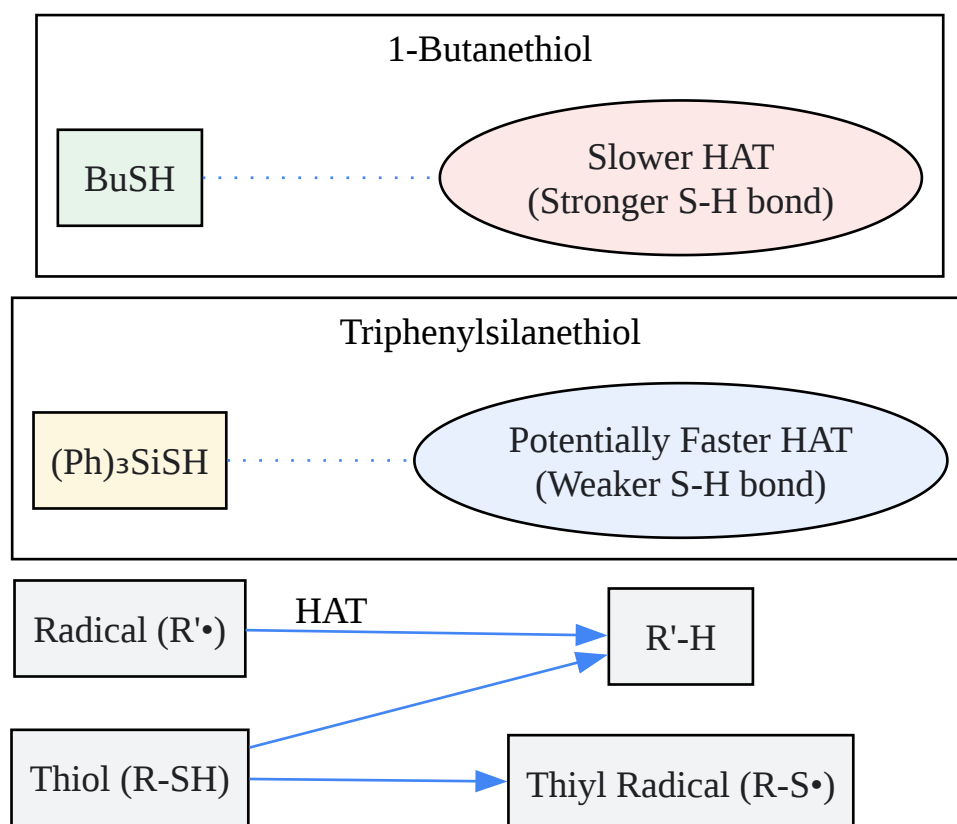 1-Butanethiol
BuSH
Slower HAT
(Stronger S-H bond)
Triphenylsilanethiol
(Ph)₃SiSH
Potentially Faster HAT
(Weaker S-H bond)
Radical (R'•)
HAT
R'-H
Thiol (R-SH)
Thiyl Radical (R-S•)